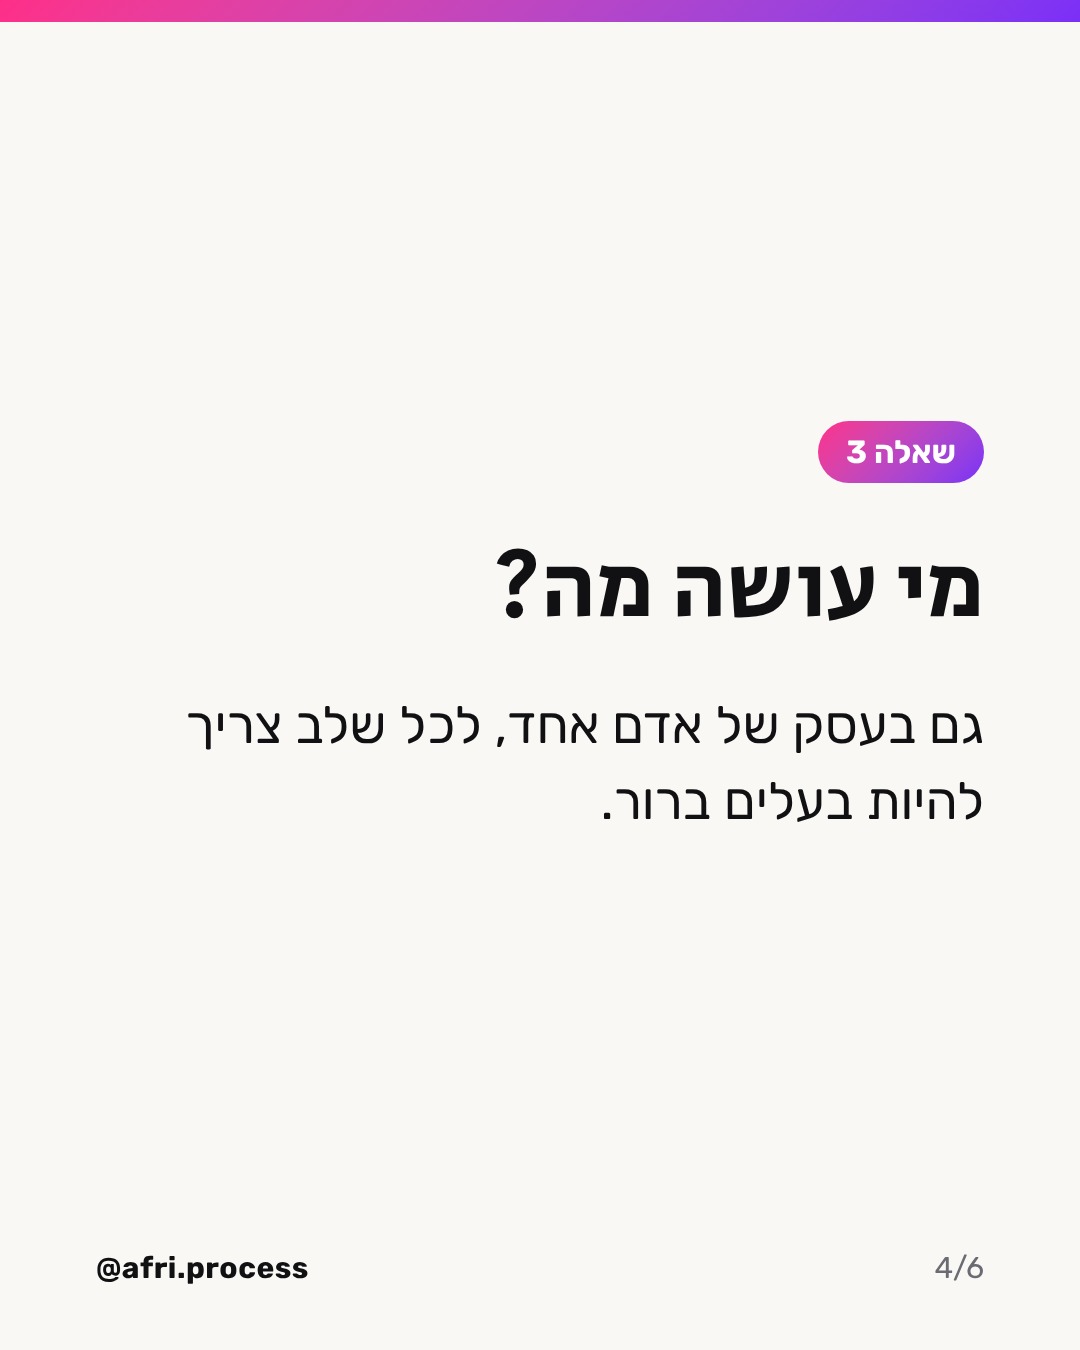 שאלה 3
מי עושה מה?
גם בעסק של אדם אחד, לכל שלב צריך
להיות בעלים ברור.
@afri.process
4/6